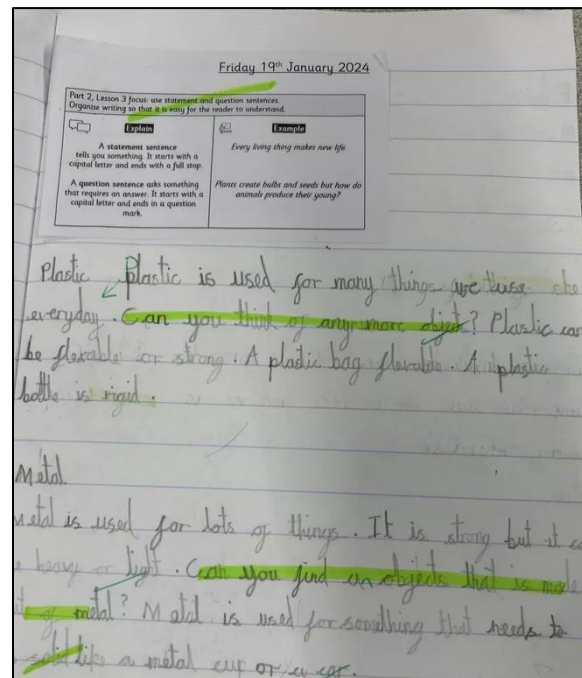 Friday 19th January 2024
Part 2, Lesson 3 focus: use statement and question sentences.
Organise writing so that it is easy for the reader to understand.
Explain
Example
A statement sentence
tells you something. It starts with a
capital letter and ends with a full stop.
Every living thing makes new life
A question sentence asks something
that requires an answer. It starts with a
capital letter and ends in a question
mark.
Plants create bulbs and seeds but how do
animals produce their young?
Plastic Plastic is used for many things we
everyday. Can you think of any more objet? Plastic can
be flexable or strong. A plastic bag flexable. A plastic
bottle is rigid.
Metal
Metal is used for lots of things. It is strong but it
heavy or light. Can you find an objects that is made
of metal? Metal is used for something that needs to
solid like a metal cup or a car.